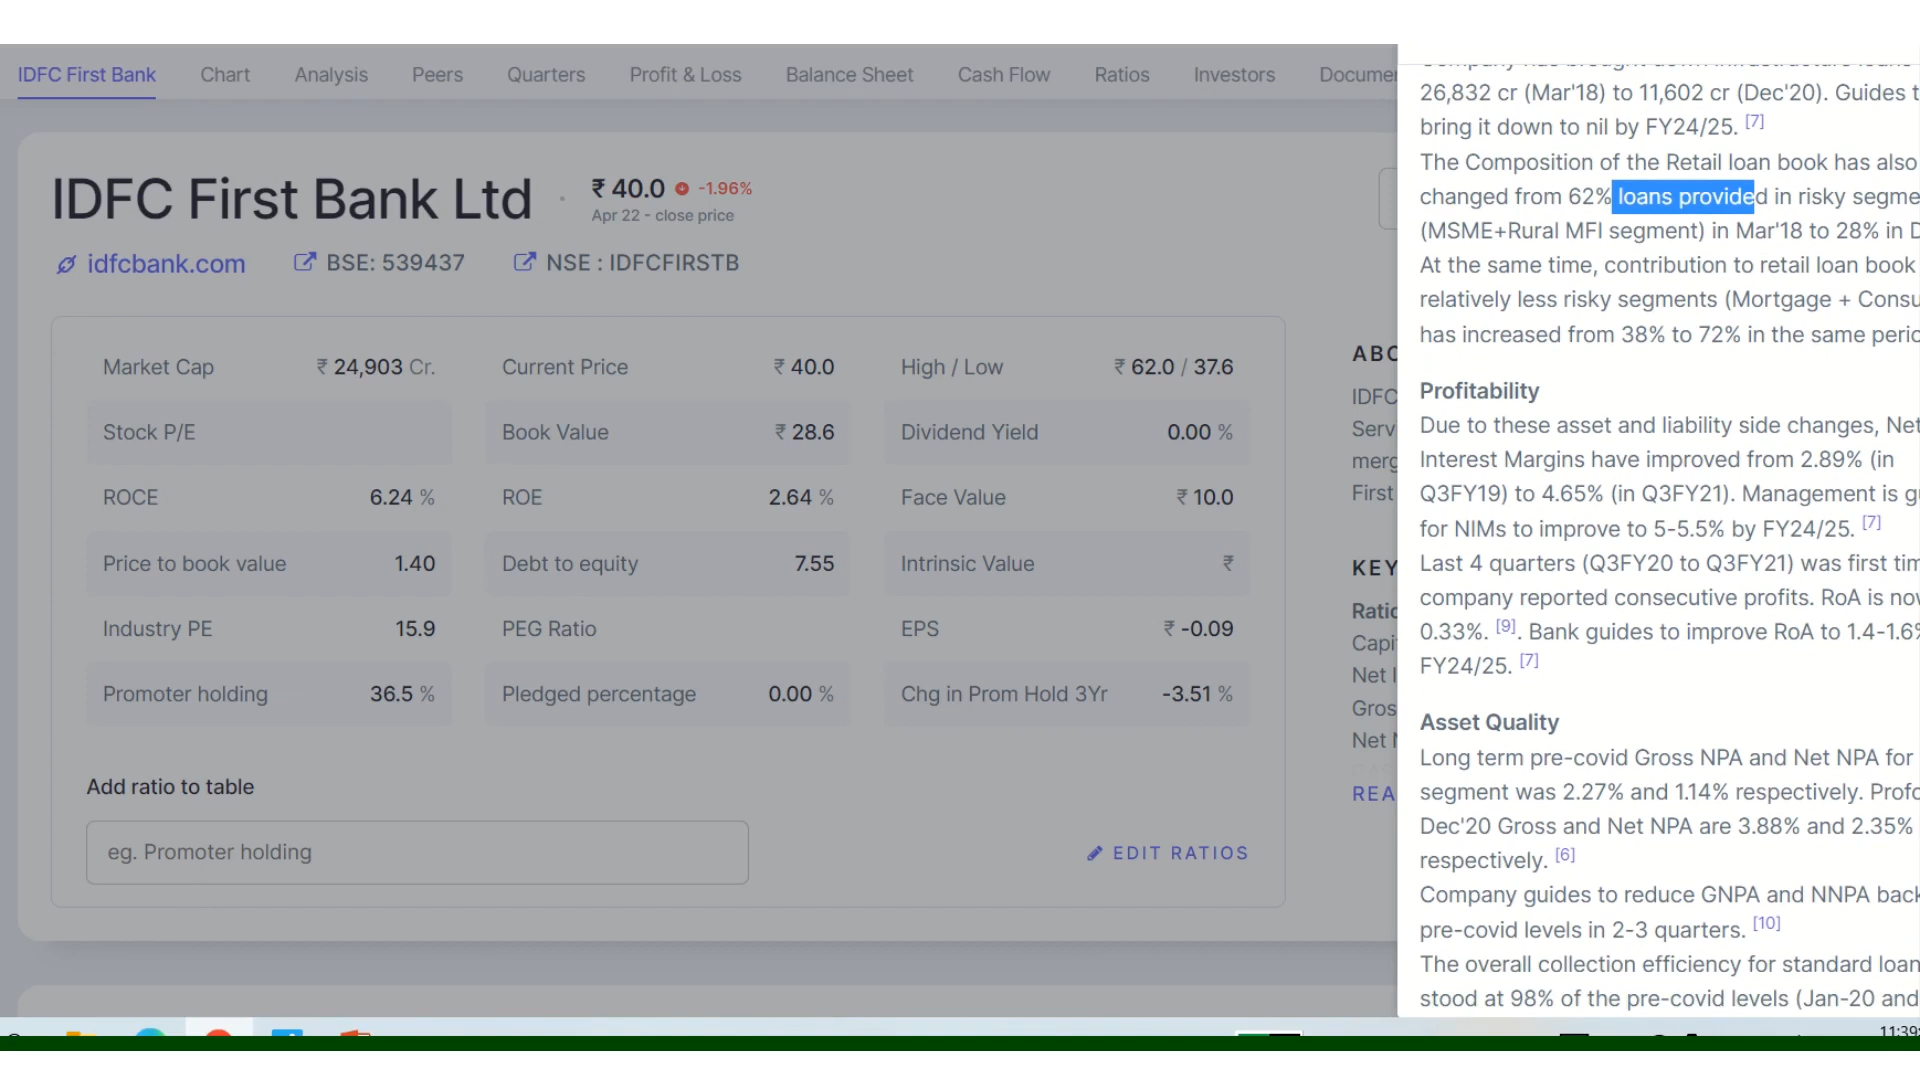 IDFC First Bank Chart Analysis Peers Quarters Profit & Loss Balance Sheet Cash Flow Ratios Investors
IDFC First Bank Ltd · ₹ 40.0 -1.96%
Apr 22 - close price
idfcbank.com BSE: 539437 NSE : IDFCFIRSTB
Market Cap ₹ 24,903 Cr. Current Price ₹ 40.0 High / Low ₹ 62.0 / 37.6
Stock P/E Book Value ₹ 28.6 Dividend Yield 0.00 %
ROCE 6.24 % ROE 2.64 % Face Value ₹ 10.0
Price to book value 1.40 Debt to equity 7.55 Intrinsic Value ₹
Industry PE 15.9 PEG Ratio EPS ₹ -0.09
Promoter holding 36.5 % Pledged percentage 0.00 % Chg in Prom Hold 3Yr -3.51 %
Add ratio to table
eg. Promoter holding
EDIT RATIOS
IDFC
First
KEY
26,832 cr (Mar'18) to 11,602 cr (Dec'20). Guides
bring it down to nil by FY24/25. [7]
The Composition of the Retail loan book has also
changed from 62% loans provided in risky
(MSME+Rural MFI segment) in Mar'18 to 28% in
At the same time, contribution to retail loan book
relatively less risky segments (Mortgage +
has increased from 38% to 72% in the same
Profitability
Due to these asset and liability side changes, Net
Interest Margins have improved from 2.89% (in
Q3FY19) to 4.65% (in Q3FY21). Management is
for NIMs to improve to 5-5.5% by FY24/25. [7]
Last 4 quarters (Q3FY20 to Q3FY21) was first
company reported consecutive profits. RoA is
0.33%. [9]. Bank guides to improve RoA to 1.4-1.6%
FY24/25. [7]
Asset Quality
Long term pre-covid Gross NPA and Net NPA for
segment was 2.27% and 1.14% respectively.
Dec'20 Gross and Net NPA are 3.88% and 2.35%
respectively. [6]
Company guides to reduce GNPA and NNPA back
pre-covid levels in 2-3 quarters. [10]
The overall collection efficiency for standard
stood at 98% of the pre-covid levels (Jan-20 and
11:39